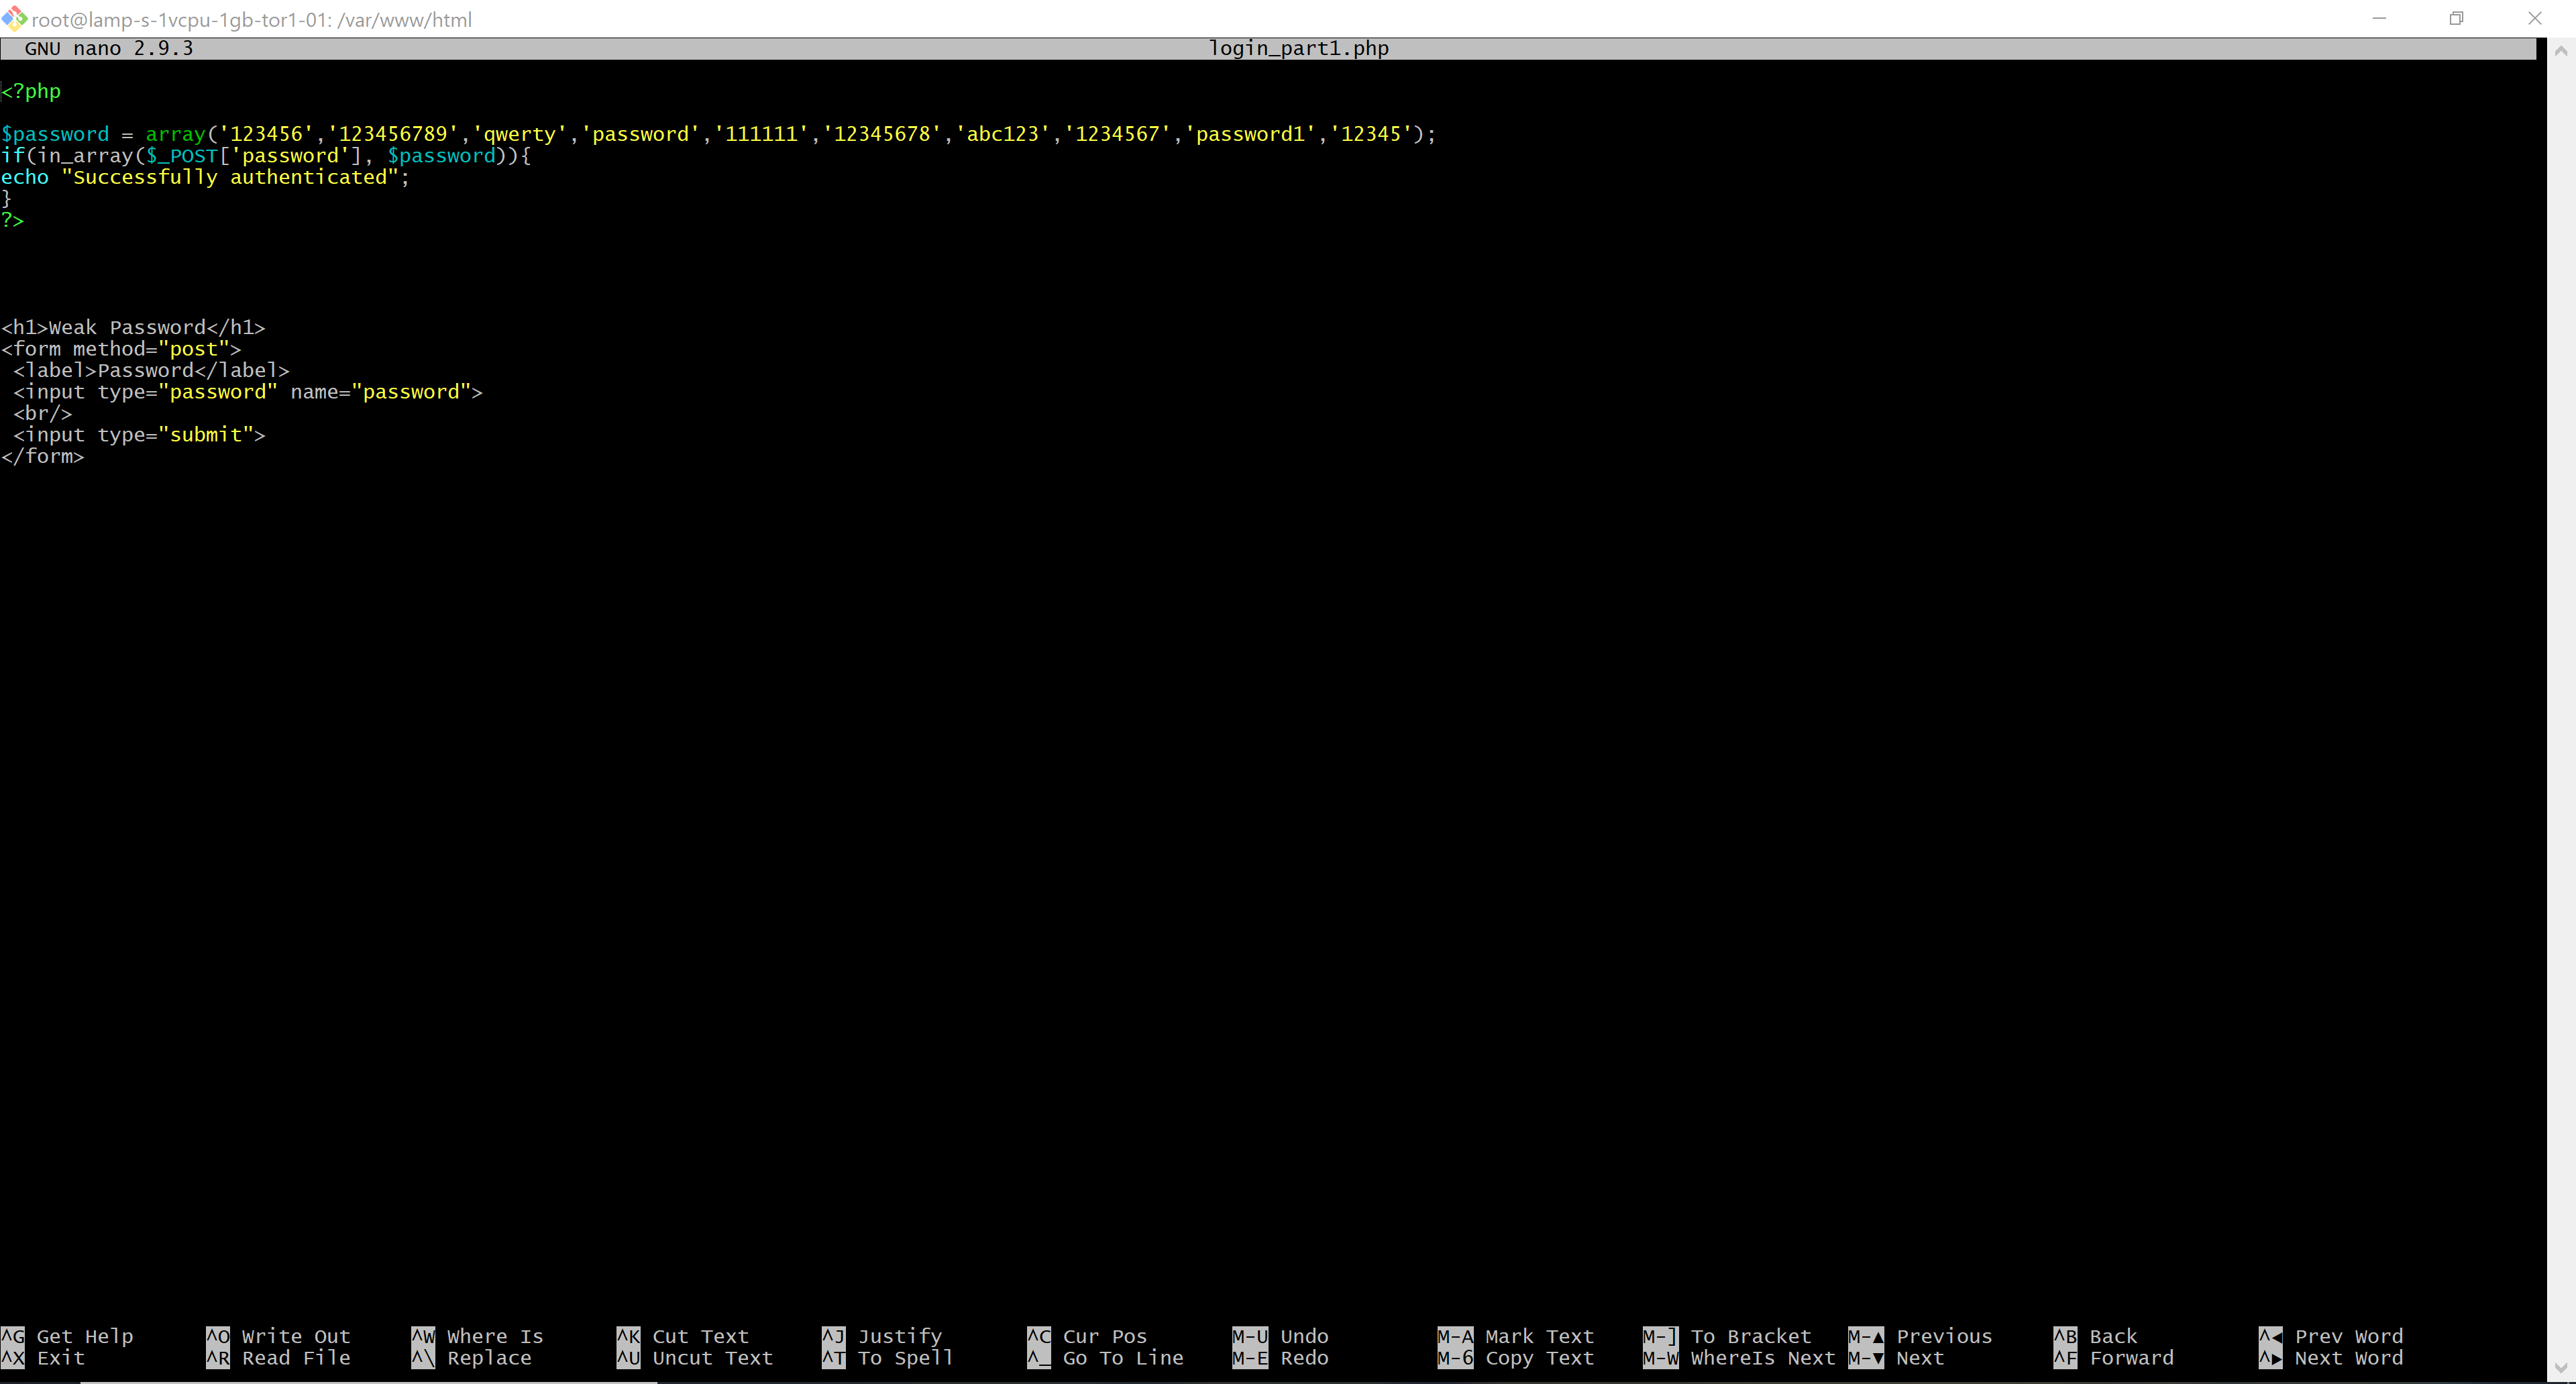 root@lamp-s-1vcpu-1gb-tor1-01: /var/www/html
GNU nano 2.9.3 login_part1.php
<?php
$password = array('123456','123456789','qwerty','password','111111','12345678','abc123','1234567','password1','12345');
if(in_array($_POST['password'], $password)){
echo "Successfully authenticated";
}
?>
<h1>Weak Password</h1>
<form method="post">
 <label>Password</label>
 <input type="password" name="password">
 <br/>
 <input type="submit">
</form>
^G Get Help ^O Write Out ^W Where Is ^K Cut Text ^J Justify ^C Cur Pos M-U Undo M-A Mark Text M-] To Bracket M-▲ Previous ^B Back ^◀ Prev Word
^X Exit ^R Read File ^\ Replace ^U Uncut Text ^T To Spell ^_ Go To Line M-E Redo M-6 Copy Text M-W WhereIs Next M-▼ Next ^F Forward ^▶ Next Word